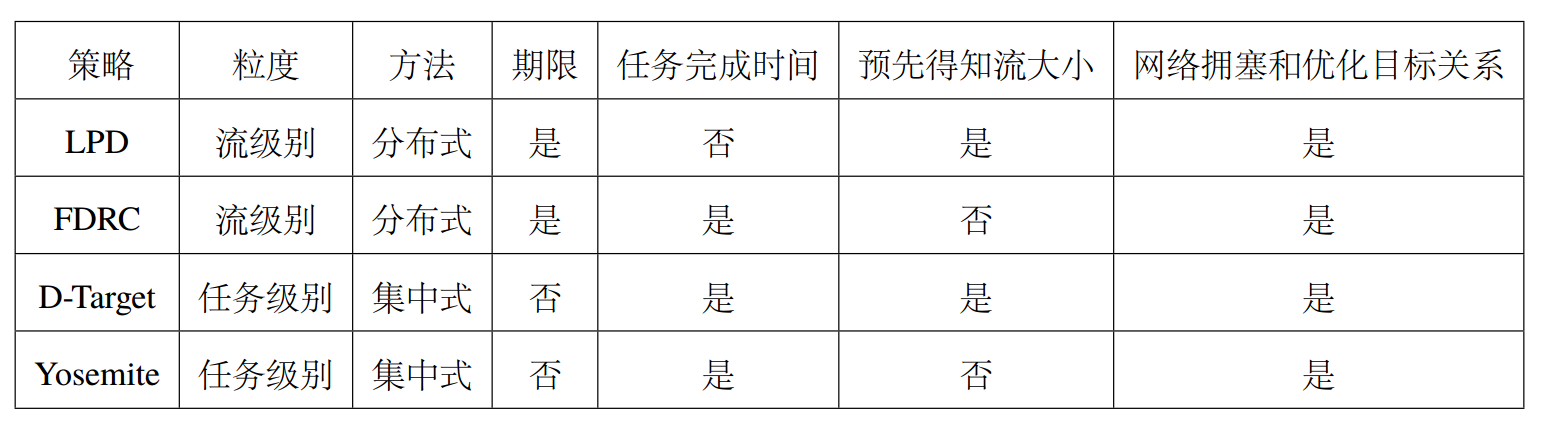 策略 粒度 方法 期限 任务完成时间 预先得知流大小 网络拥塞和优化目标关系
LPD 流级别 分布式 是 否 是 是
FDRC 流级别 分布式 是 是 否 是
D-Target 任务级别 集中式 否 是 是 是
Yosemite 任务级别 集中式 否 是 否 是